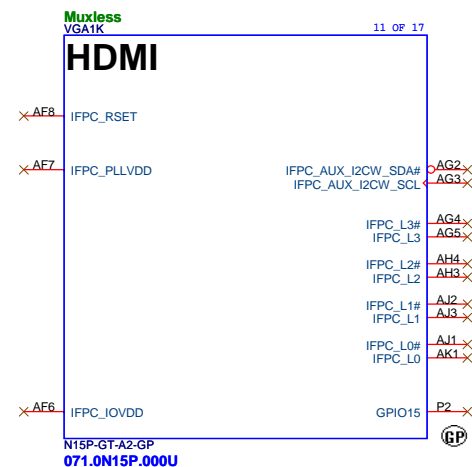 Muxless
VGA1K 11 OF 17
HDMI
AF8 IFPC_RSET
AF7 IFPC_PLLVDD IFPC_AUX_I2CW_SDA# AG2
IFPC_AUX_I2CW_SCL AG3
IFPC_L3# AG4
IFPC_L3 AG5
IFPC_L2# AH4
IFPC_L2 AH3
IFPC_L1# AJ2
IFPC_L1 AJ3
IFPC_L0# AJ1
IFPC_L0 AK1
AF6 IFPC_IOVDD GPIO15 P2
GP
N15P-GT-A2-GP
071.0N15P.000U